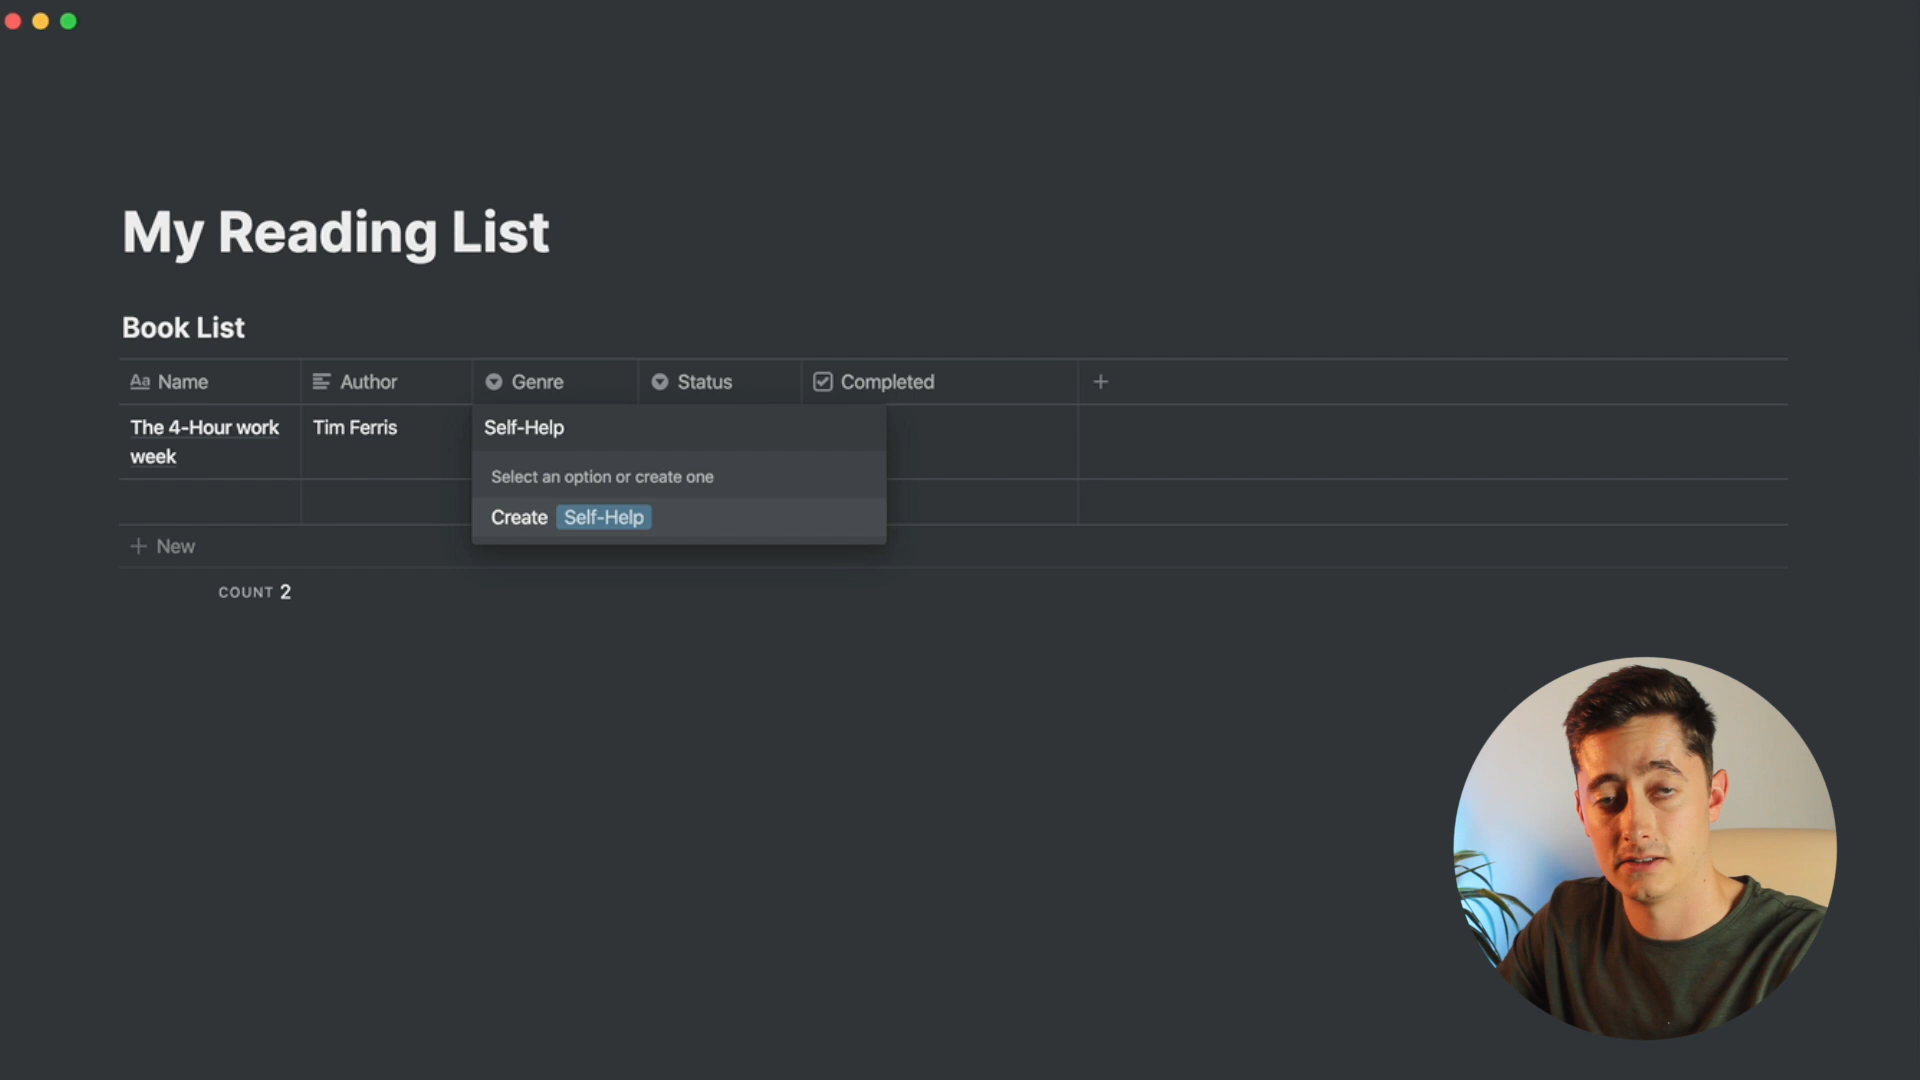 My Reading List
Book List
Aa Name Author Genre Status Completed
The 4-Hour work
week
Tim Ferris
Self-Help
Select an option or create one
Create Self-Help
New
COUNT 2